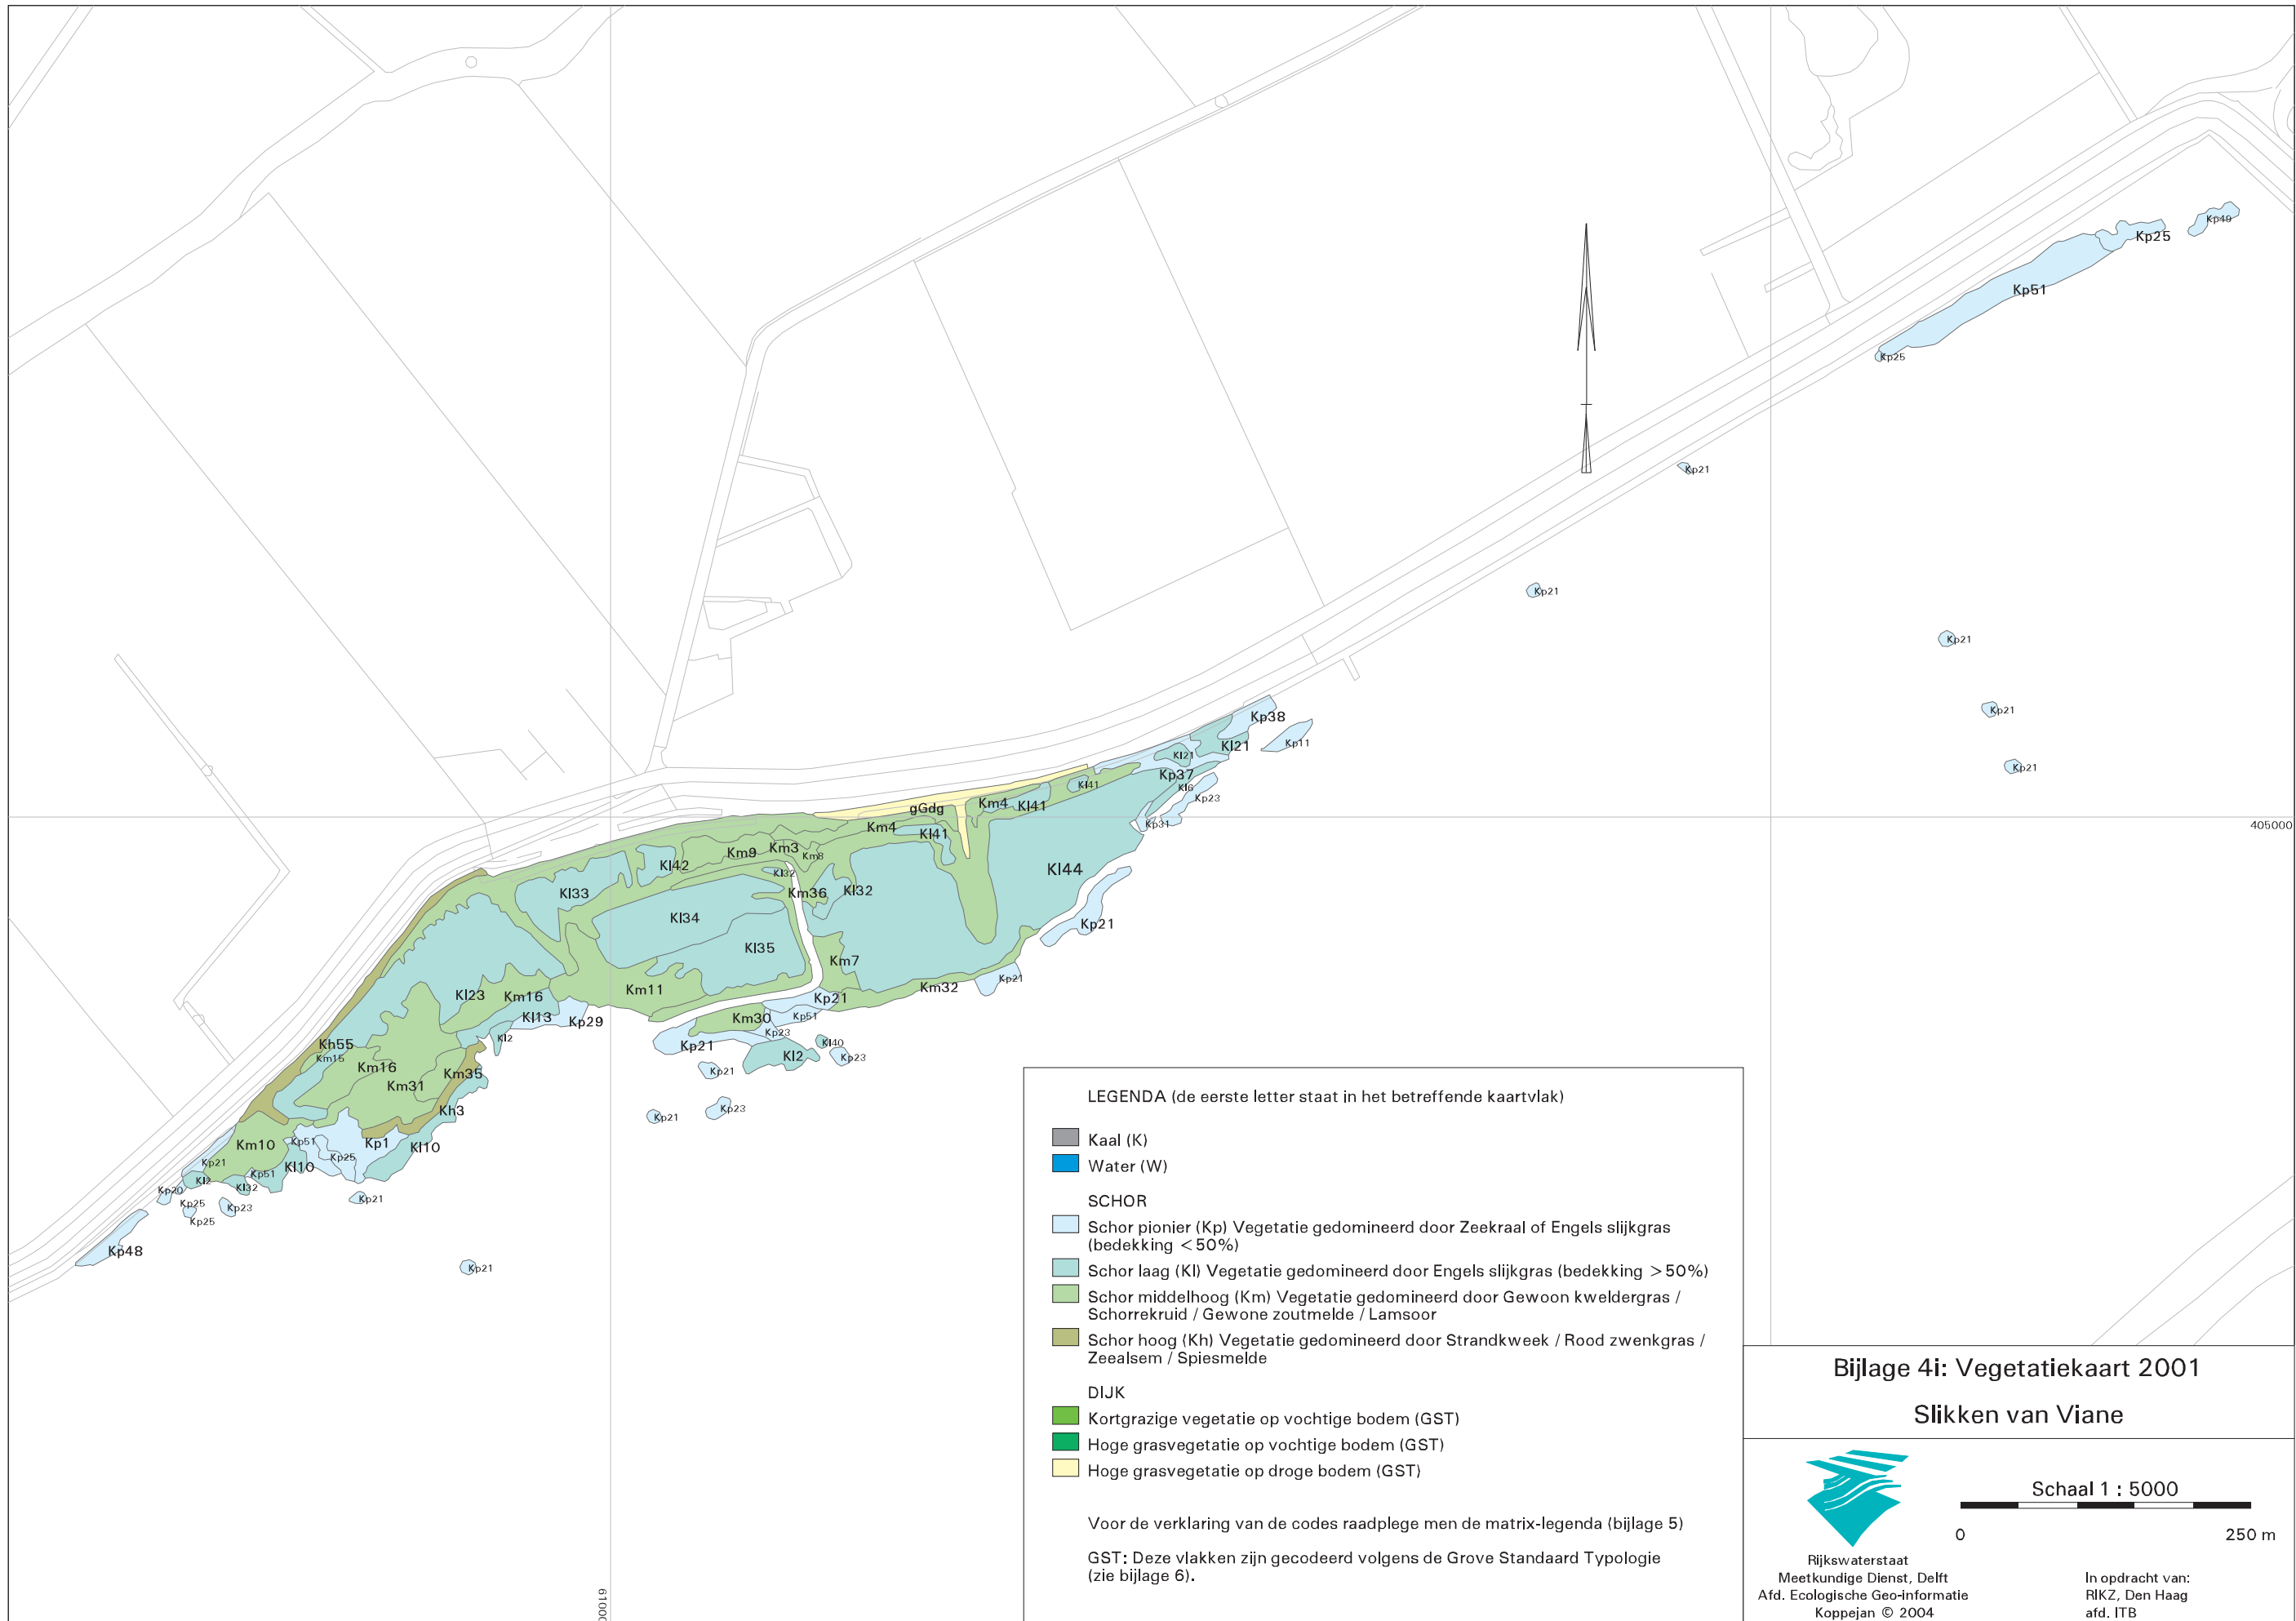 Kp49
Kp25
Kp51
Kp25
Kp21
Kp21
Kp21
Kp21
Kp21
Kp38
Kp11
Kl21
Kl21
Kp37
Kl6
Kp23
Kp31
Kl41
Km4
Kl41
gGdg
Km4
Kl41
405000
Km3
Km9
Km8
Kl42
Kl32
Kl44
Kl33
Km36
Kl32
Kl34
Kp21
Kl35
Km7
Kp21
Km32
Km11
Kl23
Km16
Kp21
Kl13
Kp29
Km30
Kp51
Kp23
Kl2
Kh55
Kp21
Kl40
Km15
Kl2
Kp23
Km16
Km35
Kp21
Km31
Kh3
Kp23
Kp21
Km10
Kp51
Kp1
Kl10
Kp25
Kp21
Kl10
Kp51
Kl2
Kl32
Kp20
Kp21
Kp25
Kp23
Kp25
Kp48
Kp21
LEGENDA (de eerste letter staat in het betreffende kaartvlak)
Kaal (K)
Water (W)
SCHOR
Schor pionier (Kp) Vegetatie gedomineerd door Zeekraal of Engels slijkgras
(bedekking <50%)
Schor laag (Kl) Vegetatie gedomineerd door Engels slijkgras (bedekking >50%)
Schor middelhoog (Km) Vegetatie gedomineerd door Gewoon kweldergras /
Schorrekruid / Gewone zoutmelde / Lamsoor
Schor hoog (Kh) Vegetatie gedomineerd door Strandkweek / Rood zwenkgras /
Zeealsem / Spiesmelde
DIJK
Kortgrazige vegetatie op vochtige bodem (GST)
Hoge grasvegetatie op vochtige bodem (GST)
Hoge grasvegetatie op droge bodem (GST)
Voor de verklaring van de codes raadplege men de matrix-legenda (bijlage 5)
GST: Deze vlakken zijn gecodeerd volgens de Grove Standaard Typologie
(zie bijlage 6).
61000
Bijlage 4i: Vegetatiekaart 2001
Slikken van Viane
Schaal 1 : 5000
0 250 m
Rijkswaterstaat
Meetkundige Dienst, Delft
Afd. Ecologische Geo-informatie
Koppejan © 2004
In opdracht van:
RIKZ, Den Haag
afd. ITB